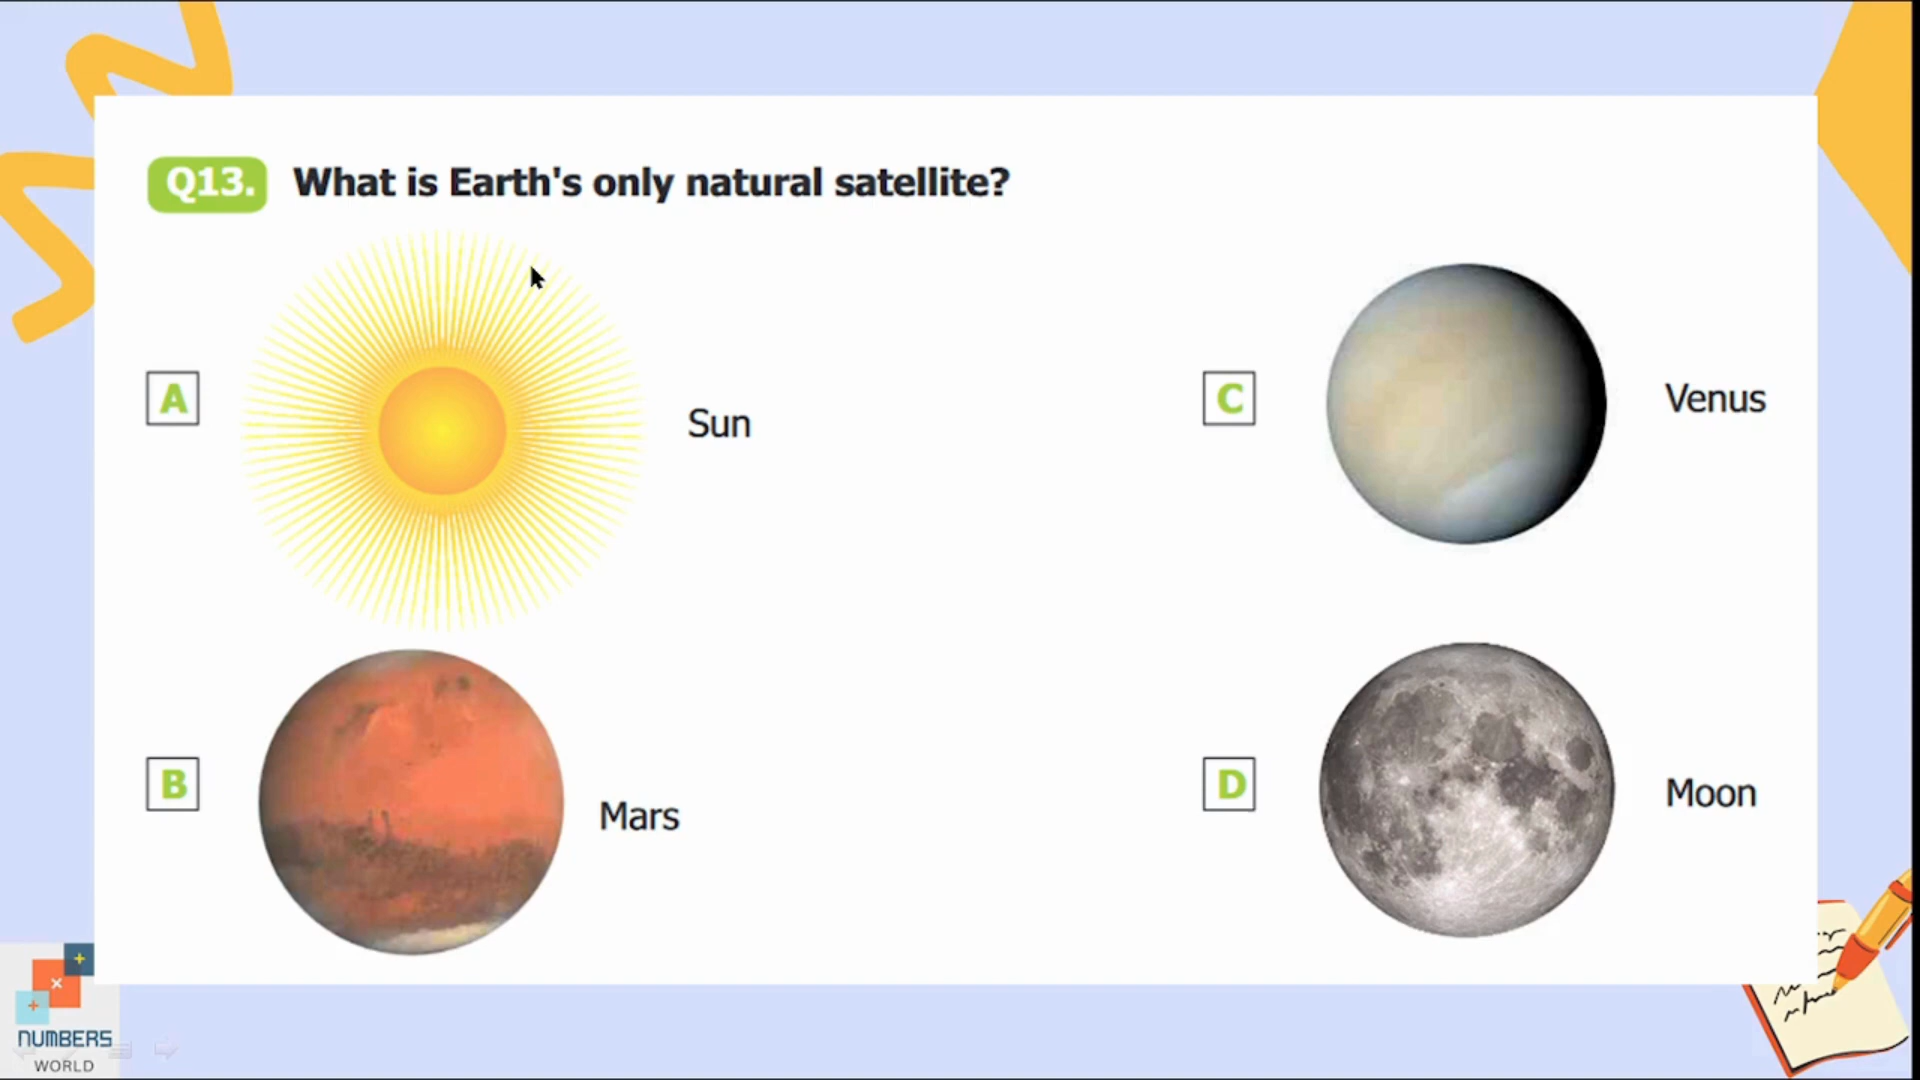 Q13. What is Earth's only natural satellite?
A
Sun
C
Venus
B
Mars
D
Moon
NUMBERS
WORLD